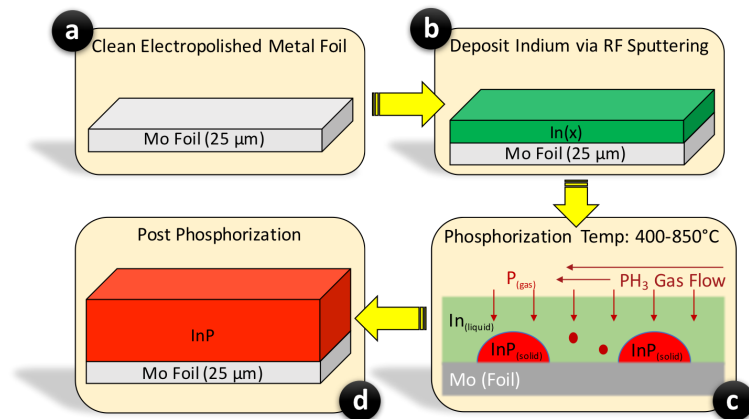 a
Clean Electropolished Metal Foil
Mo Foil (25 µm)
b
Deposit Indium via RF Sputtering
In(x)
Mo Foil (25 µm)
Phosphorization Temp: 400-850°C
P(gas)
PH3 Gas Flow
In(liquid)
InP(solid)
InP(solid)
Mo (Foil)
c
Post Phosphorization
InP
Mo Foil (25 µm)
d